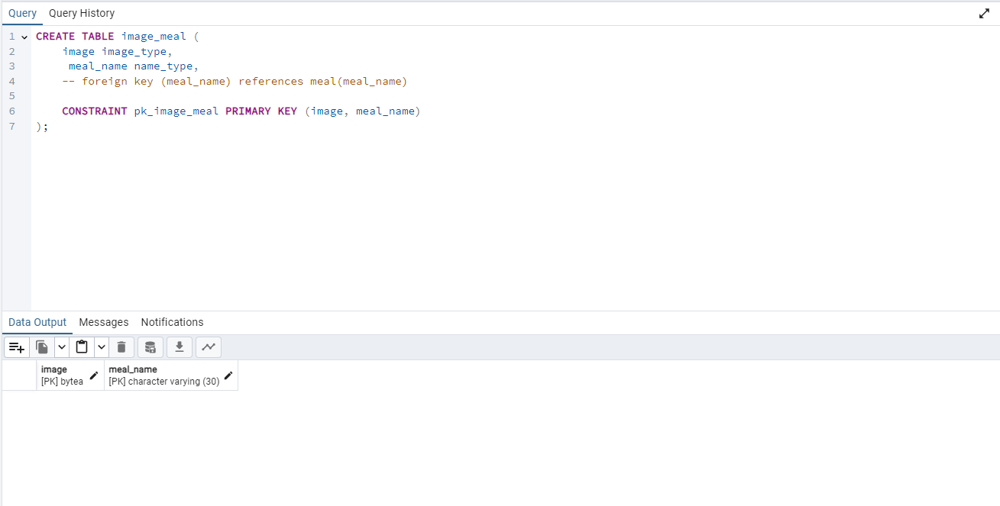 Query Query History
1 CREATE TABLE image_meal (
2     image image_type,
3      meal_name name_type,
4     -- foreign key (meal_name) references meal(meal_name)
5
6     CONSTRAINT pk_image_meal PRIMARY KEY (image, meal_name)
7 );
Data Output Messages Notifications
image meal_name
[PK] bytea [PK] character varying (30)